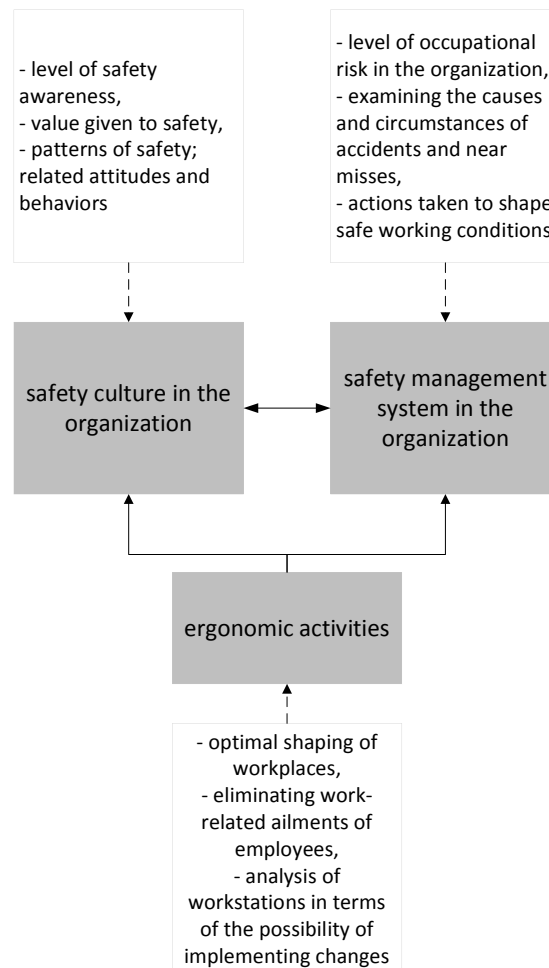 - level of safety
awareness,
- value given to safety,
- patterns of safety;
related attitudes and
behaviors
- level of occupational
risk in the organization,
- examining the causes
and circumstances of
accidents and near
misses,
- actions taken to shape
safe working conditions
safety culture in the
organization
safety management
system in the
organization
ergonomic activities
- optimal shaping of
workplaces,
- eliminating work-
related ailments of
employees,
- analysis of
workstations in terms
of the possibility of
implementing changes